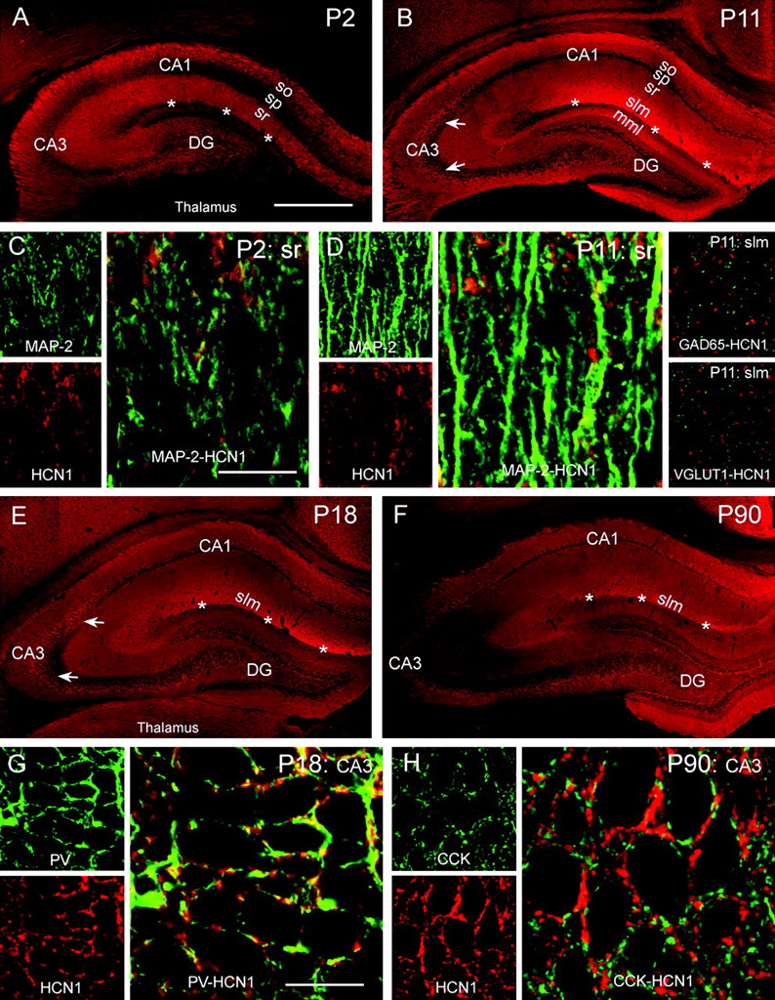 A
P2
CA1
so
sp
sr
* * *
CA3
DG
Thalamus
B
P11
CA1
so
sp
sr
* slm * *
mml
CA3
DG
C
MAP-2
HCN1
P2: sr
MAP-2-HCN1
D
MAP-2
HCN1
P11: sr
MAP-2-HCN1
P11: slm
GAD65-HCN1
P11: slm
VGLUT1-HCN1
E
P18
CA1
* slm * *
CA3
DG
Thalamus
F
P90
CA1
* * slm *
CA3
DG
G
PV
HCN1
P18: CA3
PV-HCN1
H
CCK
HCN1
P90: CA3
CCK-HCN1